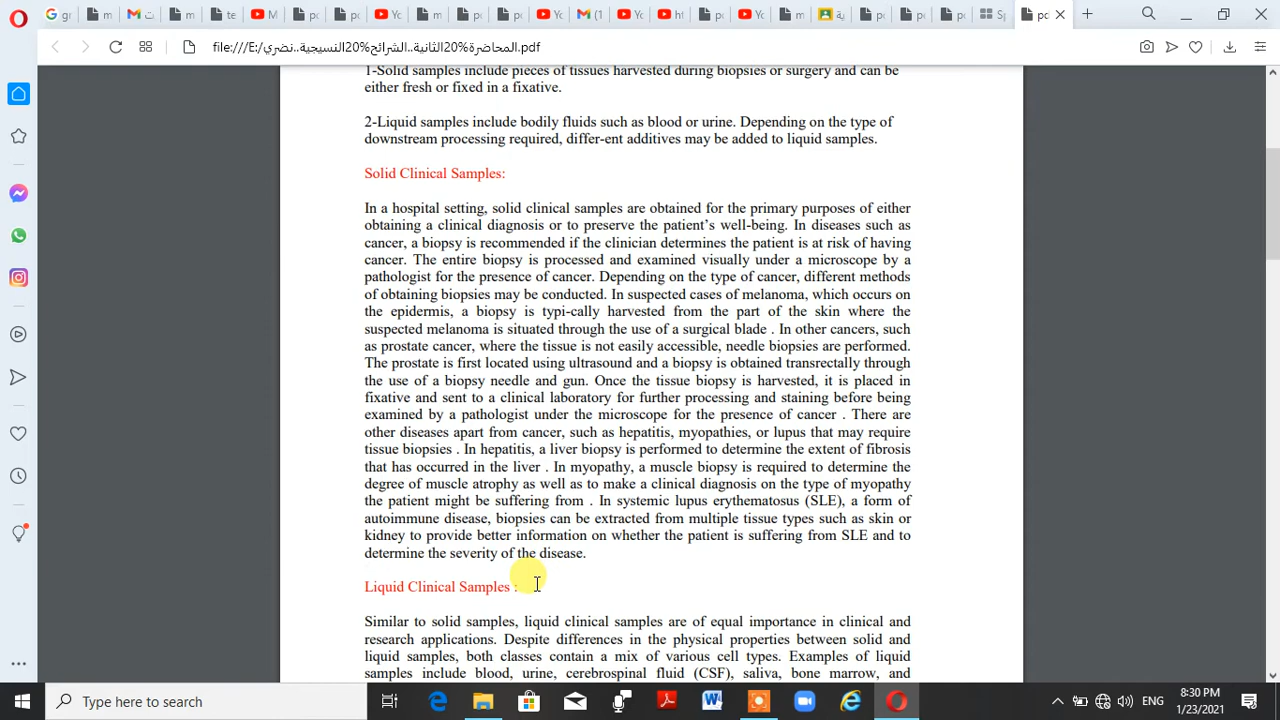 file:///E:/المحاضرة%20الثانية..الشرائح%20النسيجية..نضري.pdf
1-Solid samples include pieces of tissues harvested during biopsies or surgery and can be
either fresh or fixed in a fixative.
2-Liquid samples include bodily fluids such as blood or urine. Depending on the type of
downstream processing required, differ-ent additives may be added to liquid samples.
Solid Clinical Samples:
In a hospital setting, solid clinical samples are obtained for the primary purposes of either
obtaining a clinical diagnosis or to preserve the patient's well-being. In diseases such as
cancer, a biopsy is recommended if the clinician determines the patient is at risk of having
cancer. The entire biopsy is processed and examined visually under a microscope by a
pathologist for the presence of cancer. Depending on the type of cancer, different methods
of obtaining biopsies may be conducted. In suspected cases of melanoma, which occurs on
the epidermis, a biopsy is typi-cally harvested from the part of the skin where the
suspected melanoma is situated through the use of a surgical blade . In other cancers, such
as prostate cancer, where the tissue is not easily accessible, needle biopsies are performed.
The prostate is first located using ultrasound and a biopsy is obtained transrectally through
the use of a biopsy needle and gun. Once the tissue biopsy is harvested, it is placed in
fixative and sent to a clinical laboratory for further processing and staining before being
examined by a pathologist under the microscope for the presence of cancer . There are
other diseases apart from cancer, such as hepatitis, myopathies, or lupus that may require
tissue biopsies . In hepatitis, a liver biopsy is performed to determine the extent of fibrosis
that has occurred in the liver . In myopathy, a muscle biopsy is required to determine the
degree of muscle atrophy as well as to make a clinical diagnosis on the type of myopathy
the patient might be suffering from . In systemic lupus erythematosus (SLE), a form of
autoimmune disease, biopsies can be extracted from multiple tissue types such as skin or
kidney to provide better information on whether the patient is suffering from SLE and to
determine the severity of the disease.
Liquid Clinical Samples :
Similar to solid samples, liquid clinical samples are of equal importance in clinical and
research applications. Despite differences in the physical properties between solid and
liquid samples, both classes contain a mix of various cell types. Examples of liquid
samples include blood, urine, cerebrospinal fluid (CSF), saliva, bone marrow, and
Type here to search
ENG
8:30 PM
1/23/2021